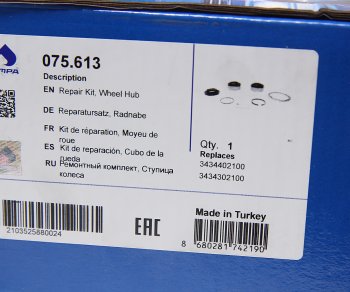 MPA
075.613
Description
EN Repair Kit, Wheel Hub
DE Reparatursatz, Radnabe
FR Kit de réparation, Moyeu de
roue
ES Kit de reparación, Cubo de la
rueda
RU Ремонтный комплект, Ступица
колеса
Qty. 1
Replaces
3434402100
3434302100
2103525880024
EAC
Made in Turkey
8 680281 742190